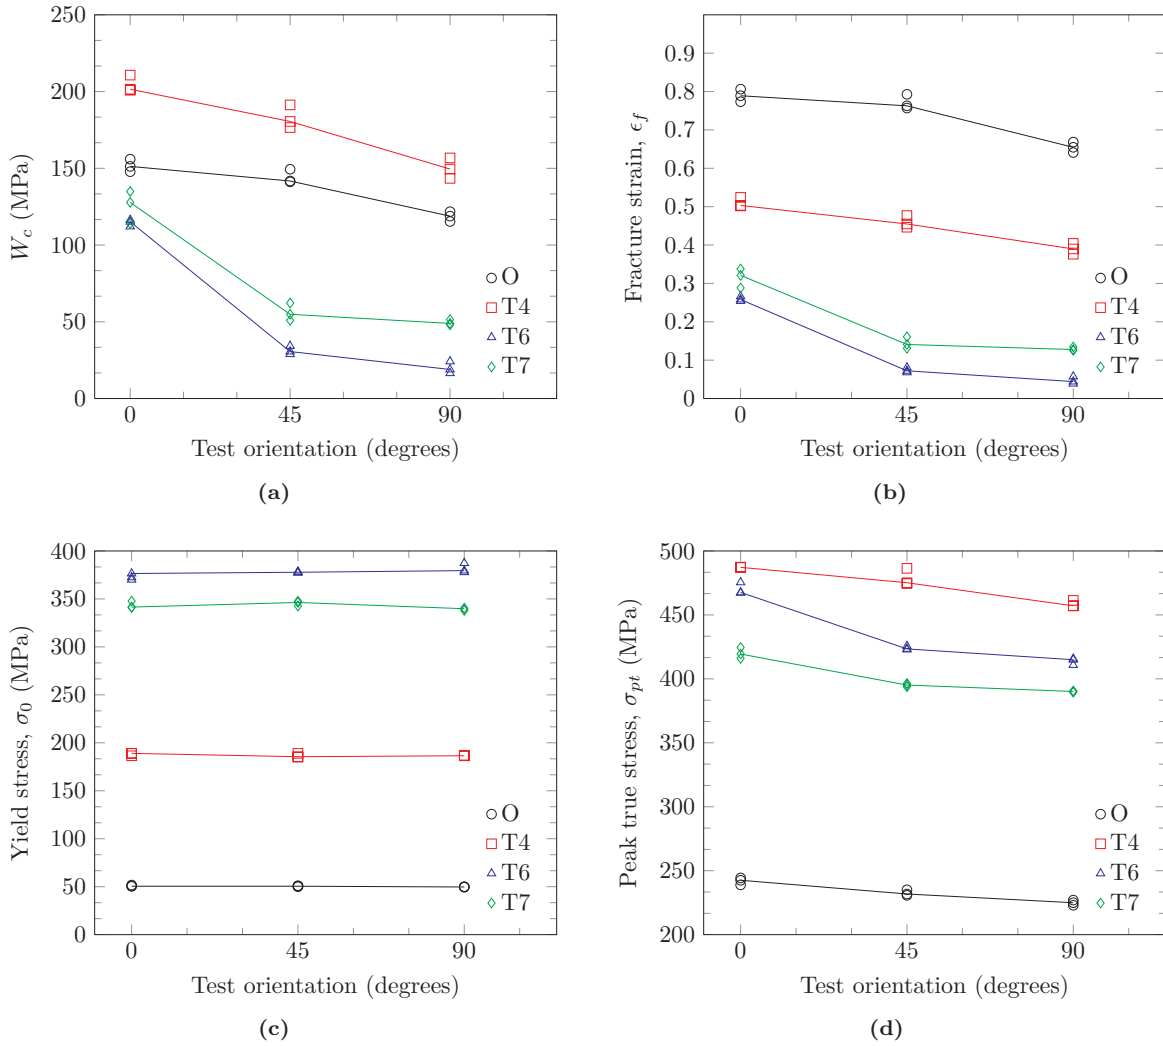 250
200
150
100
50
0
W_c (MPa)
O
T4
T6
T7
0 45 90
Test orientation (degrees)
(a)
0.9
0.8
0.7
0.6
0.5
0.4
0.3
0.2
0.1
0
Fracture strain, ϵ_f
O
T4
T6
T7
0 45 90
Test orientation (degrees)
(b)
400
350
300
250
200
150
100
50
0
Yield stress, σ_0 (MPa)
O
T4
T6
T7
0 45 90
Test orientation (degrees)
(c)
500
450
400
350
300
250
200
Peak true stress, σ_{pt} (MPa)
O
T4
T6
T7
0 45 90
Test orientation (degrees)
(d)